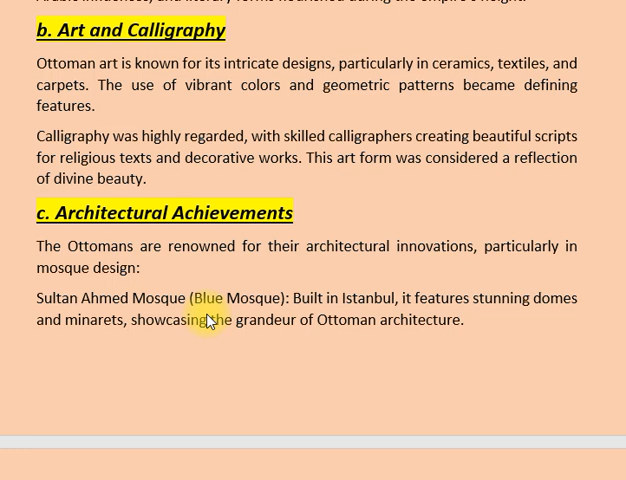 b. Art and Calligraphy
Ottoman art is known for its intricate designs, particularly in ceramics, textiles, and
carpets. The use of vibrant colors and geometric patterns became defining
features.
Calligraphy was highly regarded, with skilled calligraphers creating beautiful scripts
for religious texts and decorative works. This art form was considered a reflection
of divine beauty.
c. Architectural Achievements
The Ottomans are renowned for their architectural innovations, particularly in
mosque design:
Sultan Ahmed Mosque (Blue Mosque): Built in Istanbul, it features stunning domes
and minarets, showcasing the grandeur of Ottoman architecture.